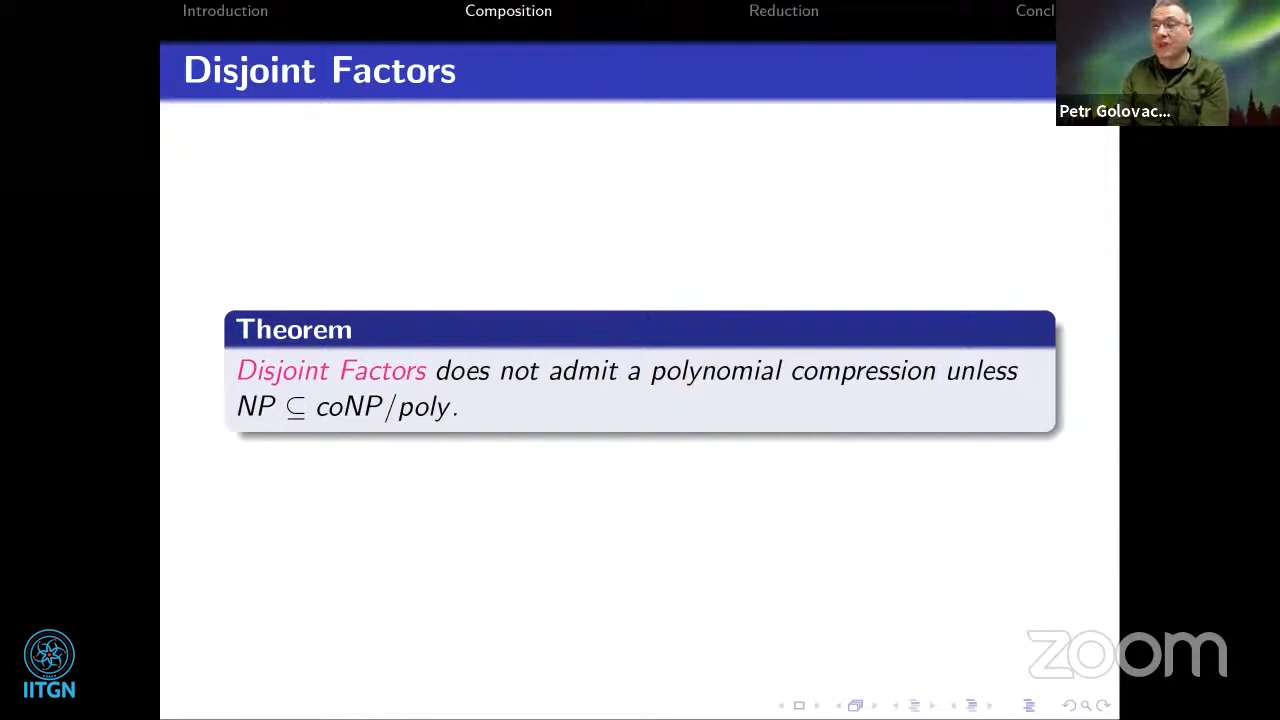 Introduction Composition Reduction Concl
Disjoint Factors
Petr Golovac...
Theorem
Disjoint Factors does not admit a polynomial compression unless
NP ⊆ coNP/poly.
IITGN
zoom